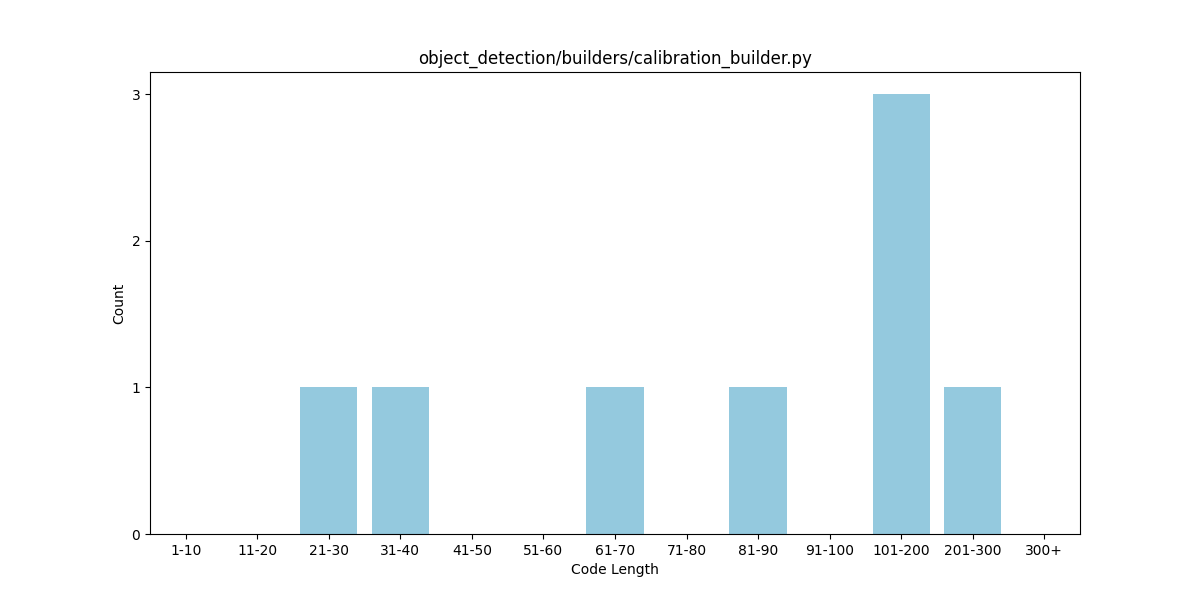 object_detection/builders/calibration_builder.py
3
2
1
0
Count
1-10 11-20 21-30 31-40 41-50 51-60 61-70 71-80 81-90 91-100 101-200 201-300 300+
Code Length